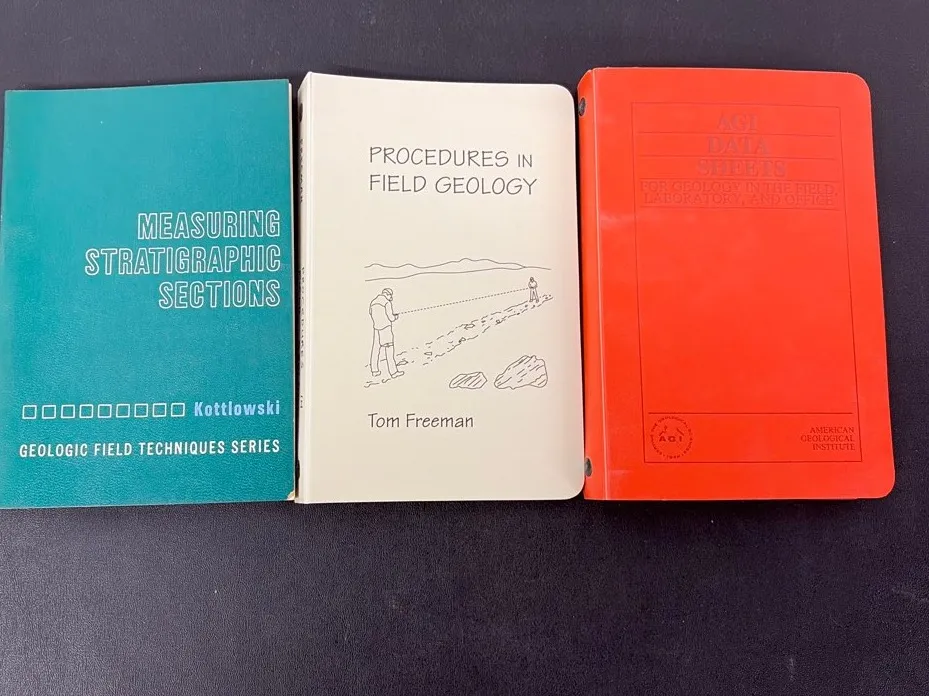 MEASURING
STRATIGRAPHIC
SECTIONS
Kottlowski
GEOLOGIC FIELD TECHNIQUES SERIES
PROCEDURES IN
FIELD GEOLOGY
Tom Freeman
AGI
DATA
SHEETS
FOR GEOLOGY IN THE FIELD,
LABORATORY, AND OFFICE
AGI
AMERICAN
GEOLOGICAL
INSTITUTE